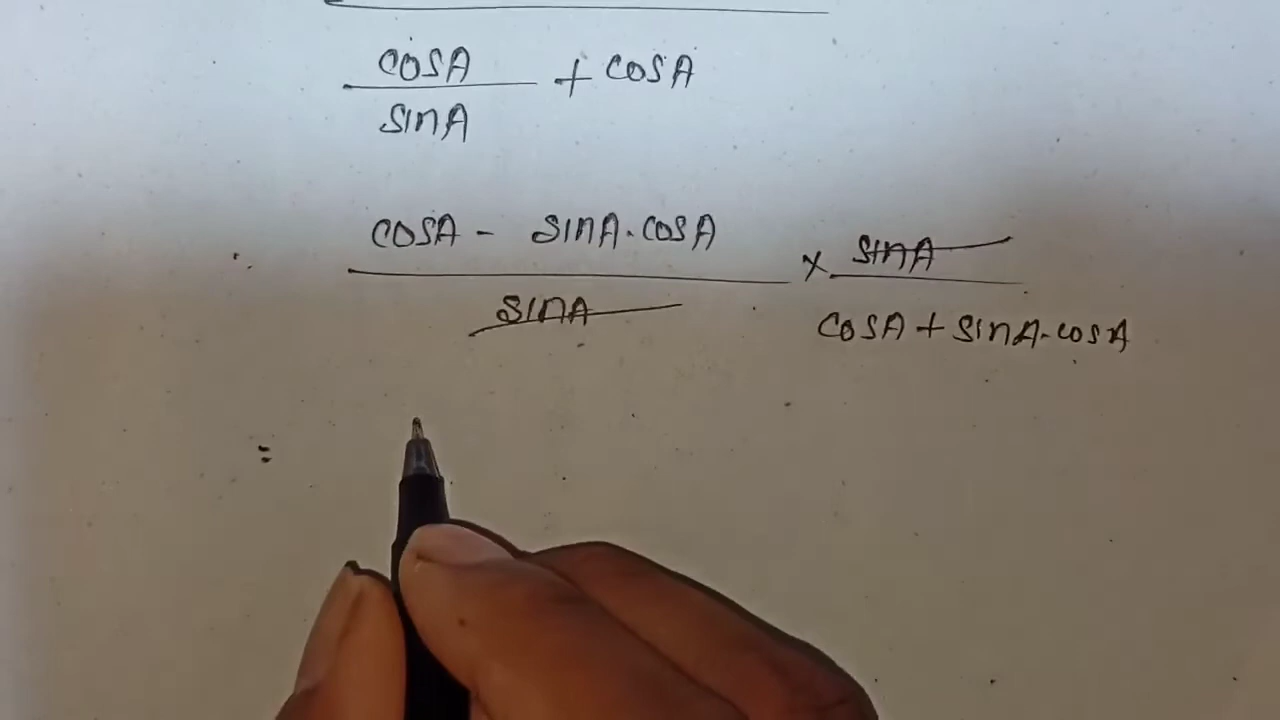 cosA
―――― + cosA
sinA
cosA - sinA.cosA
―――――――― × sinA
sinA
cosA + sinA.cosA
=